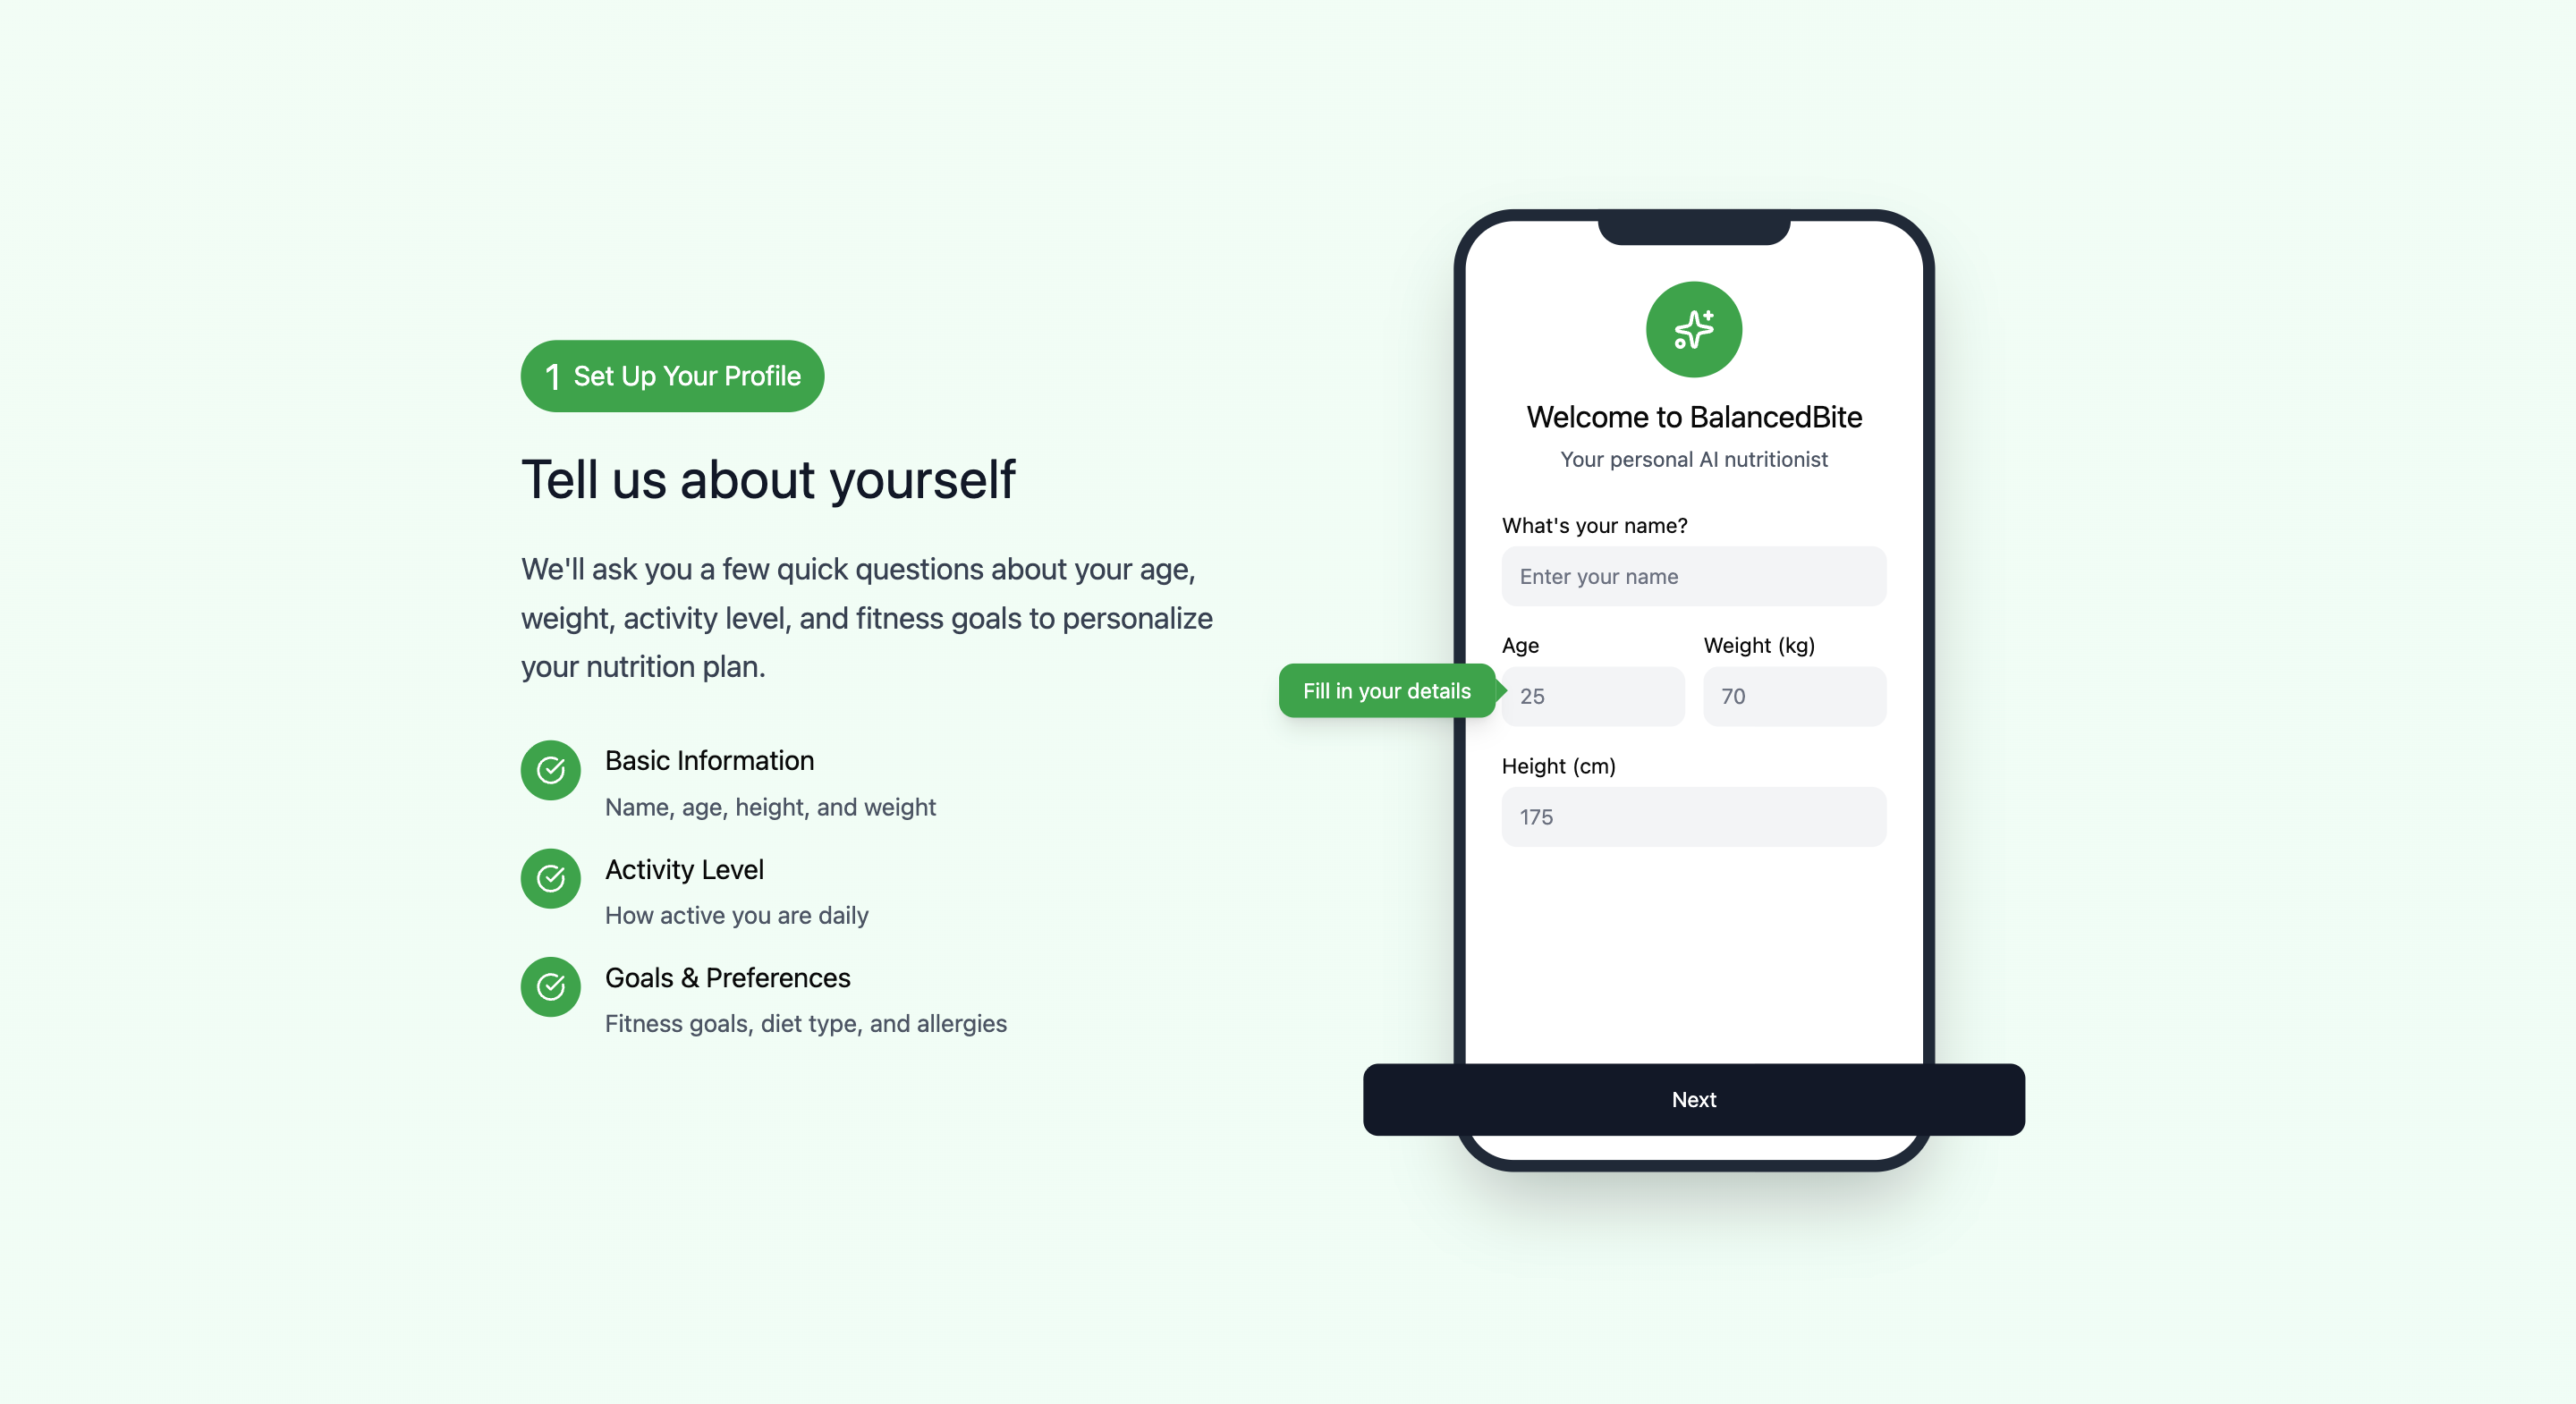 1 Set Up Your Profile
Tell us about yourself
We'll ask you a few quick questions about your age,
weight, activity level, and fitness goals to personalize
your nutrition plan.
Basic Information
Name, age, height, and weight
Activity Level
How active you are daily
Goals & Preferences
Fitness goals, diet type, and allergies
Welcome to BalancedBite
Your personal AI nutritionist
What's your name?
Enter your name
Age
Weight (kg)
Fill in your details
25
70
Height (cm)
175
Next